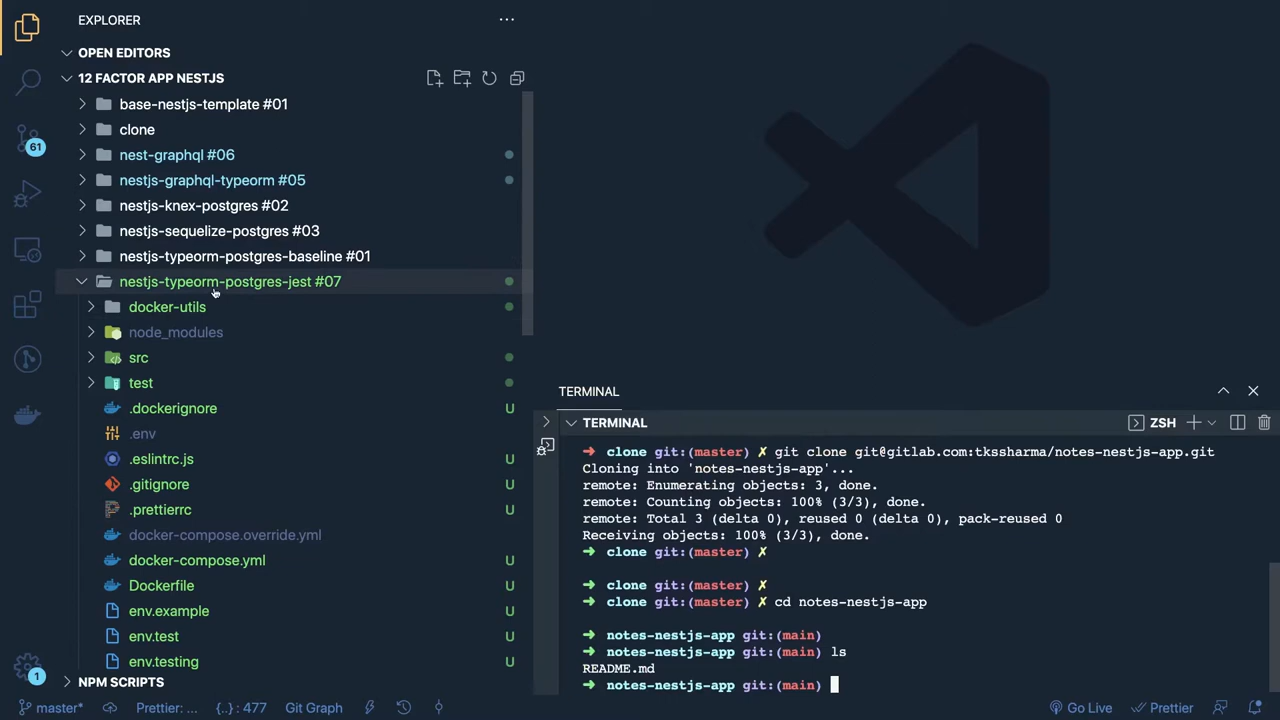 EXPLORER
OPEN EDITORS
12 FACTOR APP NESTJS
base-nestjs-template #01
clone
nest-graphql #06
nestjs-graphql-typeorm #05
nestjs-knex-postgres #02
nestjs-sequelize-postgres #03
nestjs-typeorm-postgres-baseline #01
nestjs-typeorm-postgres-jest #07
docker-utils
node_modules
src
test
.dockerignore U
.env
.eslintrc.js U
.gitignore U
.prettierrc U
docker-compose.override.yml
docker-compose.yml U
Dockerfile U
env.example U
env.test U
env.testing U
NPM SCRIPTS
61
1
TERMINAL
TERMINAL
ZSH
➜ clone git:(master) ✗ git clone git@gitlab.com:tkssharma/notes-nestjs-app.git
Cloning into 'notes-nestjs-app'...
remote: Enumerating objects: 3, done.
remote: Counting objects: 100% (3/3), done.
remote: Total 3 (delta 0), reused 0 (delta 0), pack-reused 0
Receiving objects: 100% (3/3), done.
➜ clone git:(master) ✗
➜ clone git:(master) ✗
➜ clone git:(master) ✗ cd notes-nestjs-app
➜ notes-nestjs-app git:(main)
➜ notes-nestjs-app git:(main) ls
README.md
➜ notes-nestjs-app git:(main)
master* Prettier: ... {..} : 477 Git Graph Go Live Prettier